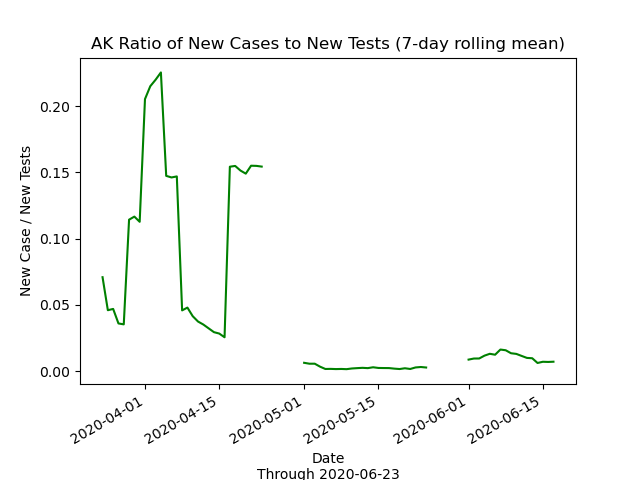 AK Ratio of New Cases to New Tests (7-day rolling mean)
New Case / New Tests
0.20
0.15
0.10
0.05
0.00
2020-04-01
2020-04-15
2020-05-01
2020-05-15
2020-06-01
2020-06-15
Date
Through 2020-06-23